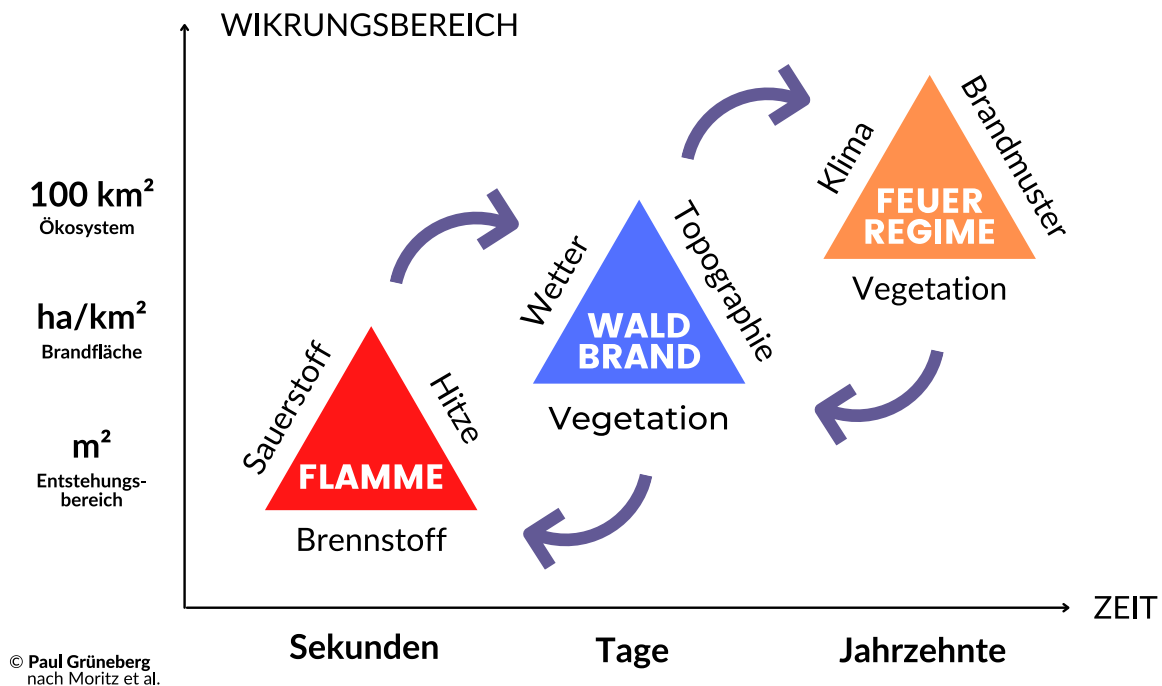 WIKRUNGSBEREICH
100 km²
Ökosystem
ha/km²
Brandfläche
m²
Entstehungs-
bereich
Sauerstoff
Hitze
FLAMME
Brennstoff
Wetter
Topographie
WALD
BRAND
Vegetation
Klima
Brandmuster
FEUER
REGIME
Vegetation
ZEIT
Sekunden
Tage
Jahrzehnte
© Paul Grüneberg
nach Moritz et al.